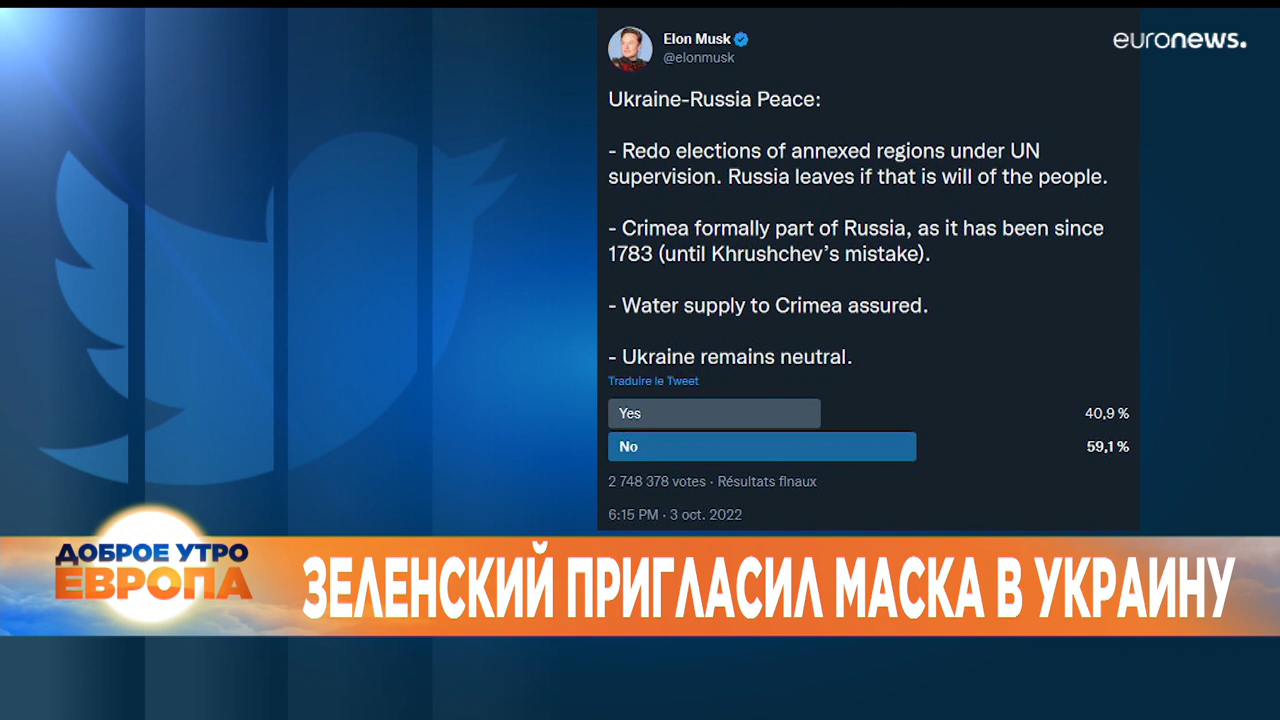 Elon Musk
@elonmusk
euronews.
Ukraine-Russia Peace:
- Redo elections of annexed regions under UN
supervision. Russia leaves if that is will of the people.
- Crimea formally part of Russia, as it has been since
1783 (until Khrushchev's mistake).
- Water supply to Crimea assured.
- Ukraine remains neutral.
Traduire le Tweet
Yes 40,9 %
No 59,1 %
2 748 378 votes · Résultats finaux
6:15 PM · 3 oct. 2022
ДОБРОЕ УТРО
ЕВРОПА
ЗЕЛЕНСКИЙ ПРИГЛАСИЛ МАСКА В УКРАИНУ